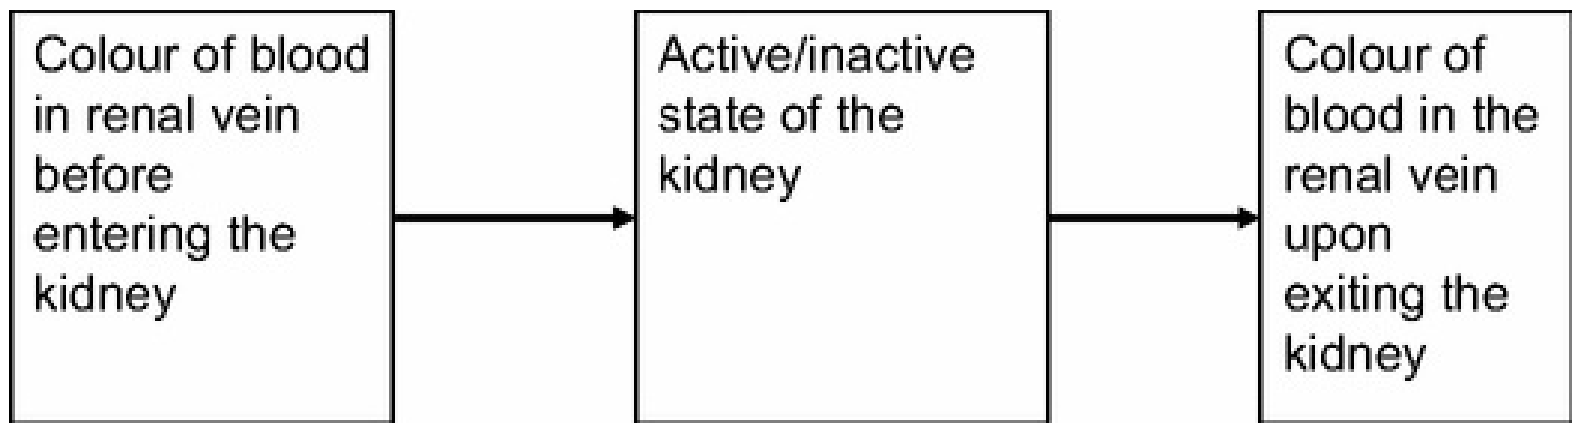 Colour of blood
in renal vein
before
entering the
kidney
Active/inactive
state of the
kidney
Colour of
blood in the
renal vein
upon
exiting the
kidney